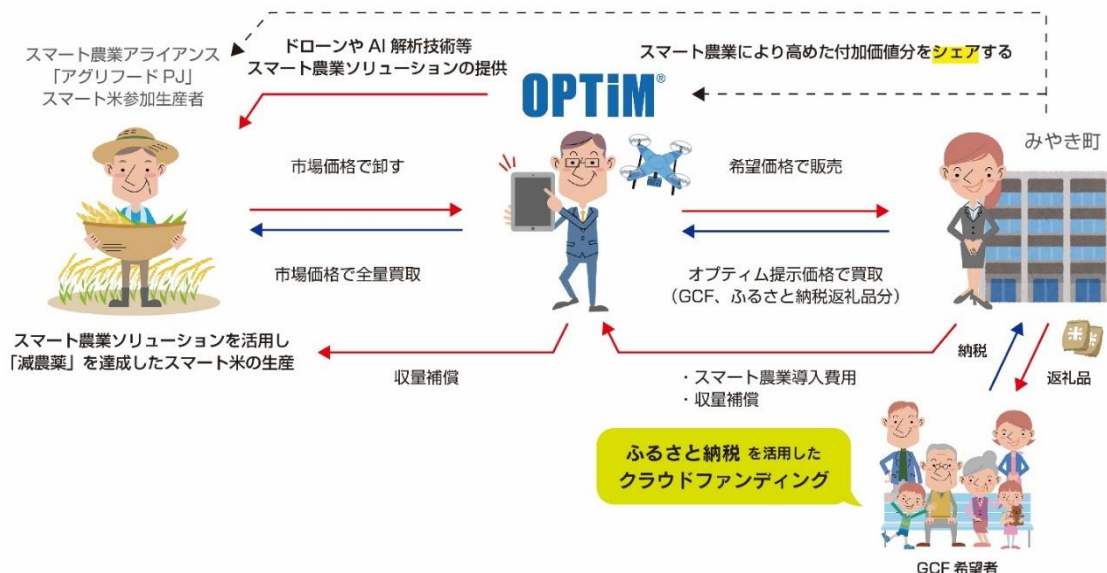 スマート農業アライアンス
「アグリフード PJ」
スマート米参加生産者
ドローンや AI 解析技術等
スマート農業ソリューションの提供
スマート農業により高めた付加価値分をシェアする
OPTiM®
みやき町
市場価格で卸す
希望価格で販売
市場価格で全量買取
オプティム提示価格で買取
（GCF、ふるさと納税返礼品分）
スマート農業ソリューションを活用し
「減農薬」を達成したスマート米の生産
収量補償
・スマート農業導入費用
・収量補償
納税
米
返礼品
ふるさと納税 を活用した
クラウドファンディング
GCF 希望者